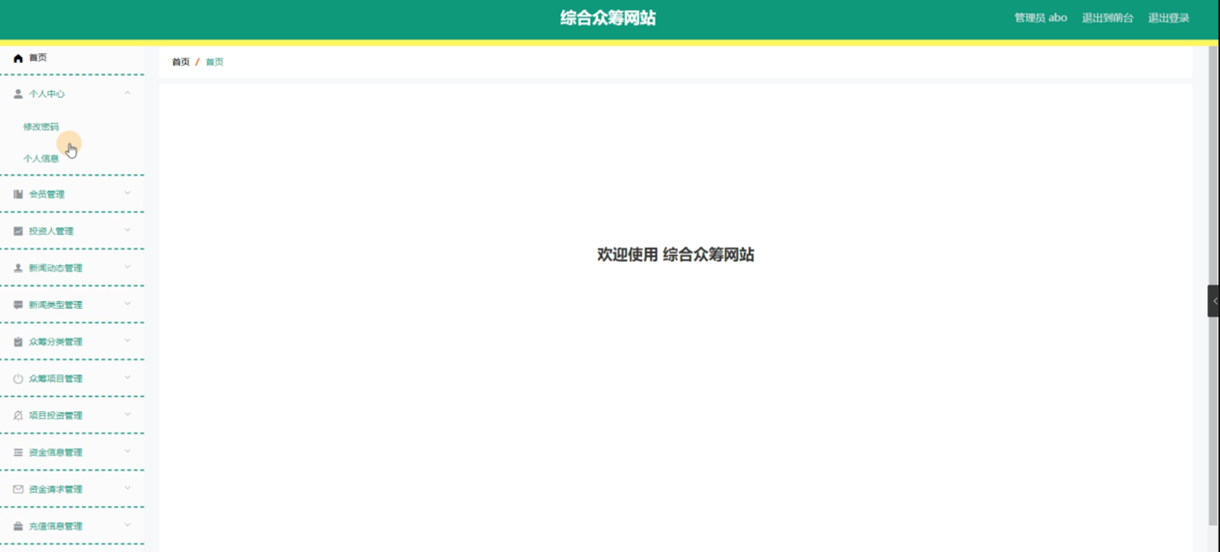 综合众筹网站
管理员 abo 退出到前台 退出登录
首页
个人中心
修改密码
个人信息
会员管理
投资人管理
新闻动态管理
新闻类型管理
众筹分类管理
众筹项目管理
项目投资管理
资金信息管理
资金请求管理
充值信息管理
首页 / 首页
欢迎使用 综合众筹网站